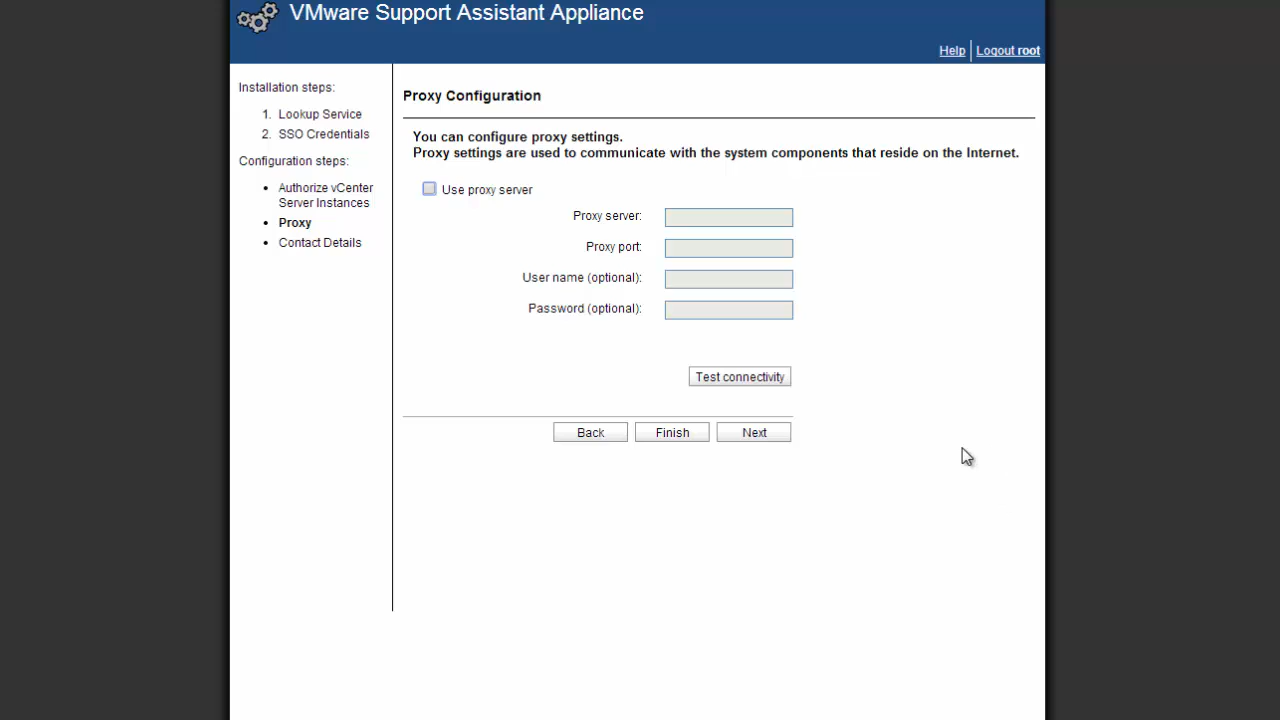 VMware Support Assistant Appliance
Help Logout root
Installation steps:
1. Lookup Service
2. SSO Credentials
Configuration steps:
• Authorize vCenter
Server Instances
• Proxy
• Contact Details
Proxy Configuration
You can configure proxy settings.
Proxy settings are used to communicate with the system components that reside on the Internet.
Use proxy server
Proxy server:
Proxy port:
User name (optional):
Password (optional):
Test connectivity
Back Finish Next